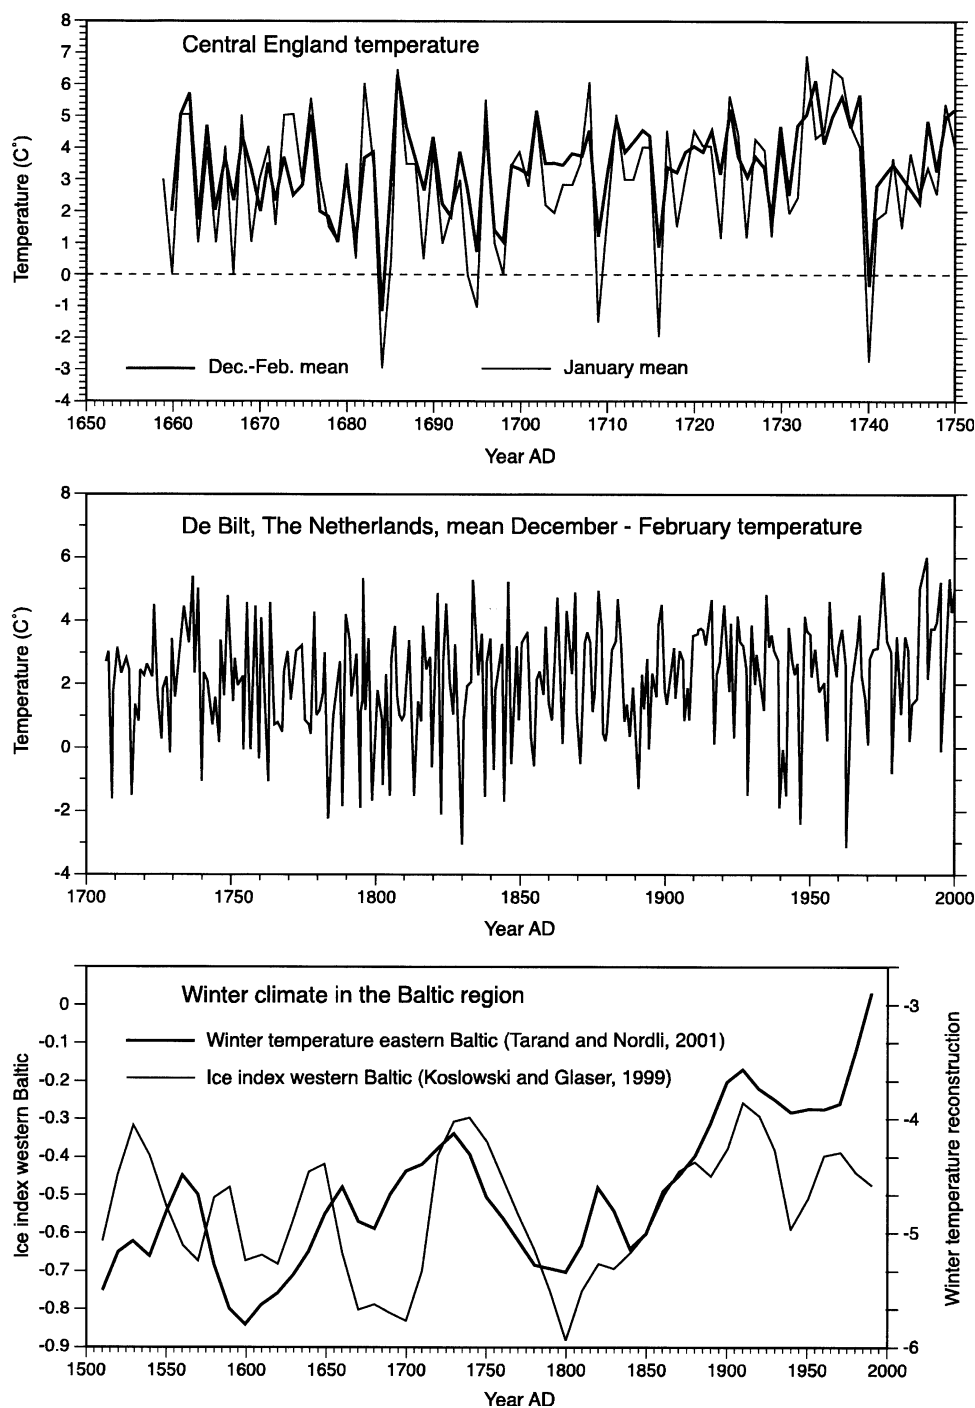 Central England temperature
8
7
6
5
4
3
2
1
0
-1
-2
-3
-4
Temperature (C°)
Dec.-Feb. mean
January mean
1650 1660 1670 1680 1690 1700 1710 1720 1730 1740 1750
Year AD
De Bilt, The Netherlands, mean December - February temperature
8
6
4
2
0
-2
-4
Temperature (C°)
1700 1750 1800 1850 1900 1950 2000
Year AD
Winter climate in the Baltic region
Winter temperature eastern Baltic (Tarand and Nordli, 2001)
Ice index western Baltic (Koslowski and Glaser, 1999)
0
-0.1
-0.2
-0.3
-0.4
-0.5
-0.6
-0.7
-0.8
-0.9
Ice index western Baltic
-3
-4
-5
-6
Winter temperature reconstruction
1500 1550 1600 1650 1700 1750 1800 1850 1900 1950 2000
Year AD